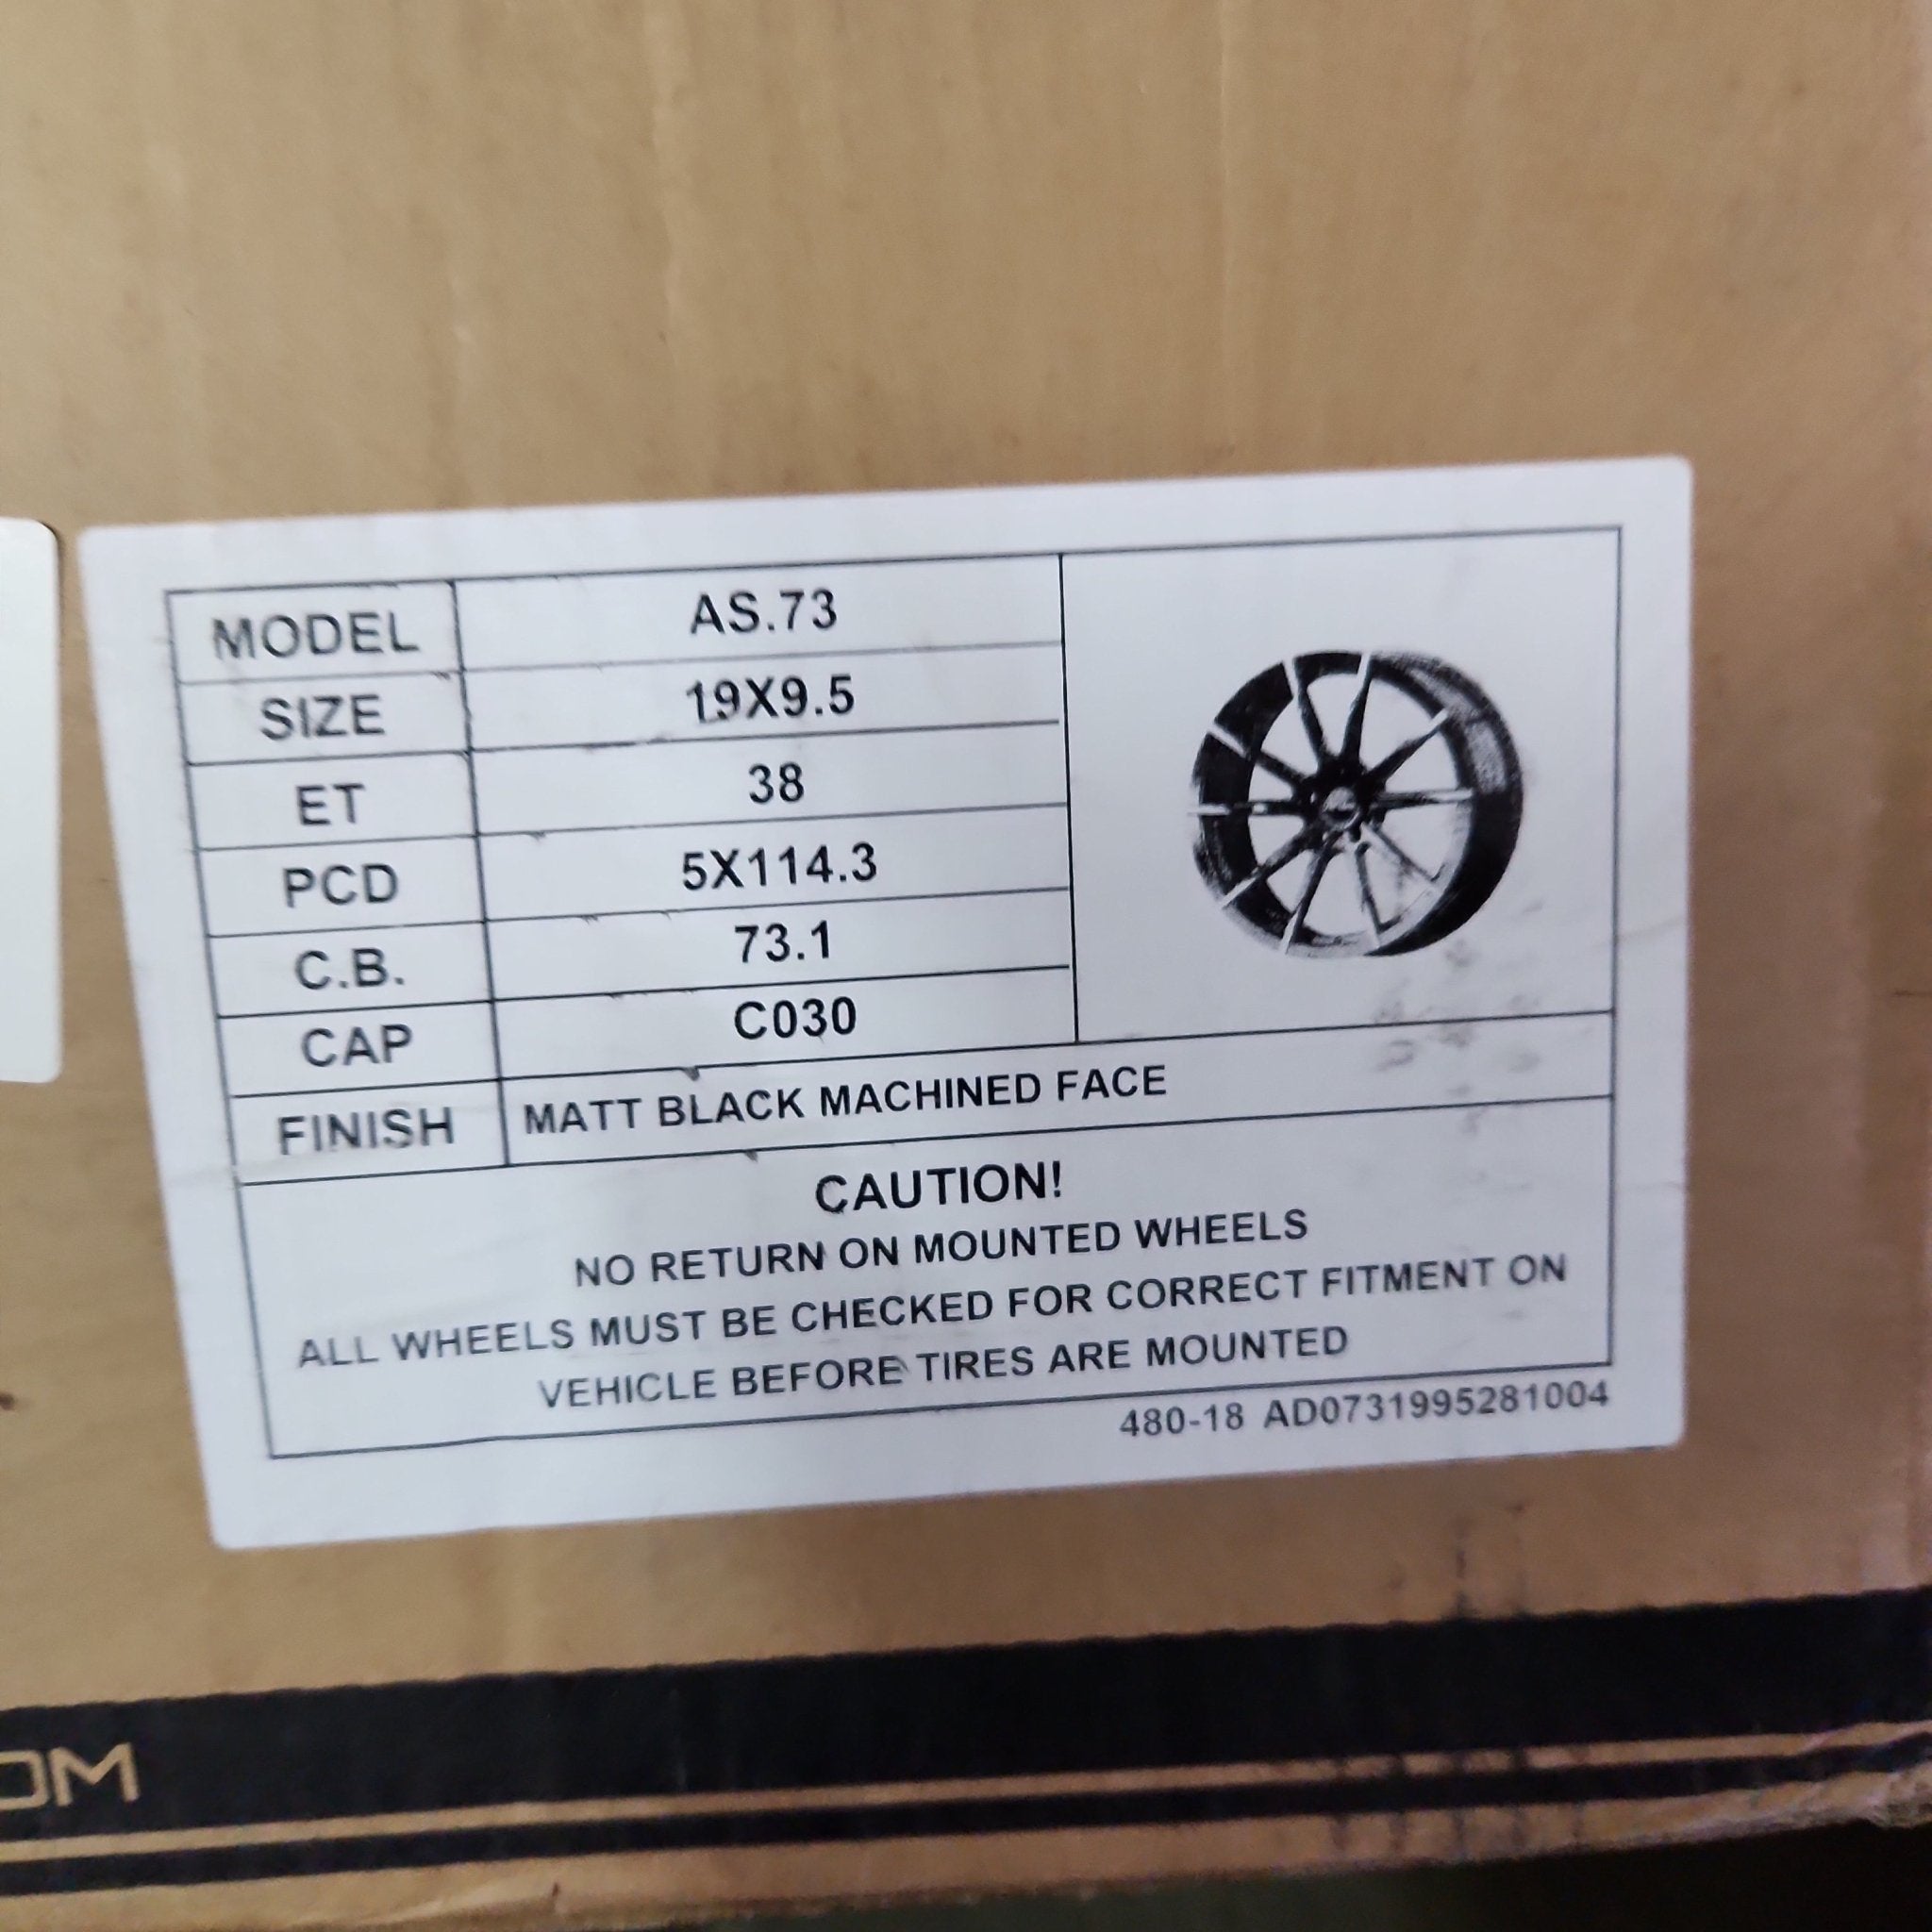 MODEL AS.73
SIZE 19X9.5
ET 38
PCD 5X114.3
C.B. 73.1
CAP C030
FINISH MATT BLACK MACHINED FACE
CAUTION!
NO RETURN ON MOUNTED WHEELS
ALL WHEELS MUST BE CHECKED FOR CORRECT FITMENT ON
VEHICLE BEFORE TIRES ARE MOUNTED
480-18 AD0731995281004